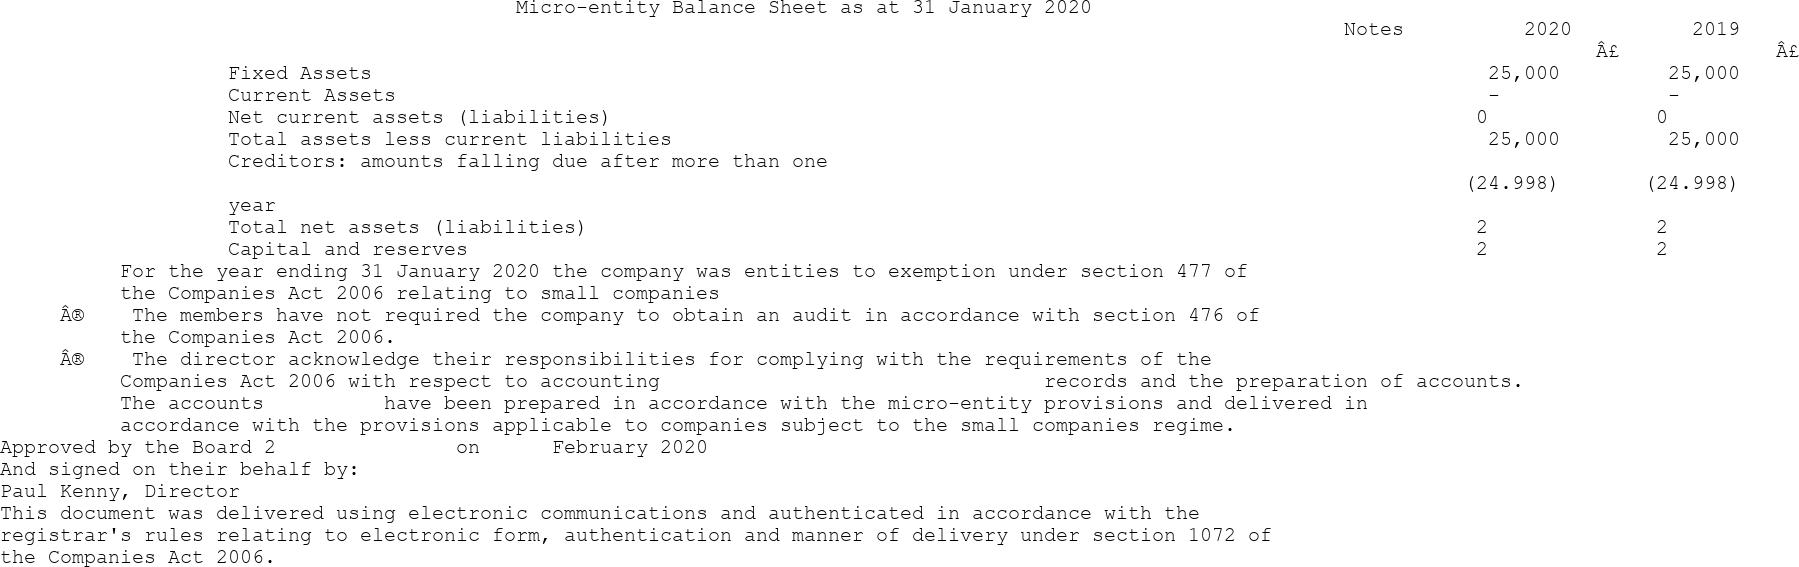 Micro-entity Balance Sheet as at 31 January 2020
Notes 2020 2019
Â£ Â£
Fixed Assets 25,000 25,000
Current Assets - -
Net current assets (liabilities) 0 0
Total assets less current liabilities 25,000 25,000
Creditors: amounts falling due after more than one
(24.998) (24.998)
year
Total net assets (liabilities) 2 2
Capital and reserves 2 2
For the year ending 31 January 2020 the company was entities to exemption under section 477 of
the Companies Act 2006 relating to small companies
Â® The members have not required the company to obtain an audit in accordance with section 476 of
the Companies Act 2006.
Â® The director acknowledge their responsibilities for complying with the requirements of the
Companies Act 2006 with respect to accounting records and the preparation of accounts.
The accounts have been prepared in accordance with the micro-entity provisions and delivered in
accordance with the provisions applicable to companies subject to the small companies regime.
Approved by the Board 2 on February 2020
And signed on their behalf by:
Paul Kenny, Director
This document was delivered using electronic communications and authenticated in accordance with the
registrar's rules relating to electronic form, authentication and manner of delivery under section 1072 of
the Companies Act 2006.